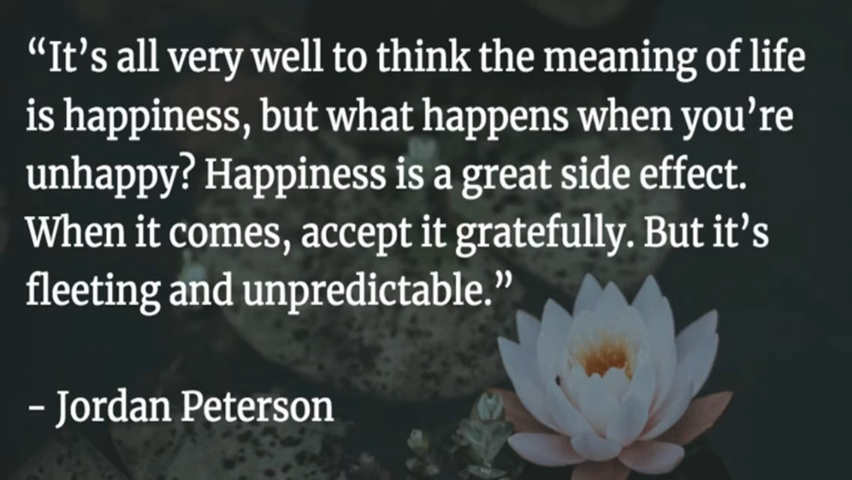 “It’s all very well to think the meaning of life
is happiness, but what happens when you’re
unhappy? Happiness is a great side effect.
When it comes, accept it gratefully. But it’s
fleeting and unpredictable.”
- Jordan Peterson